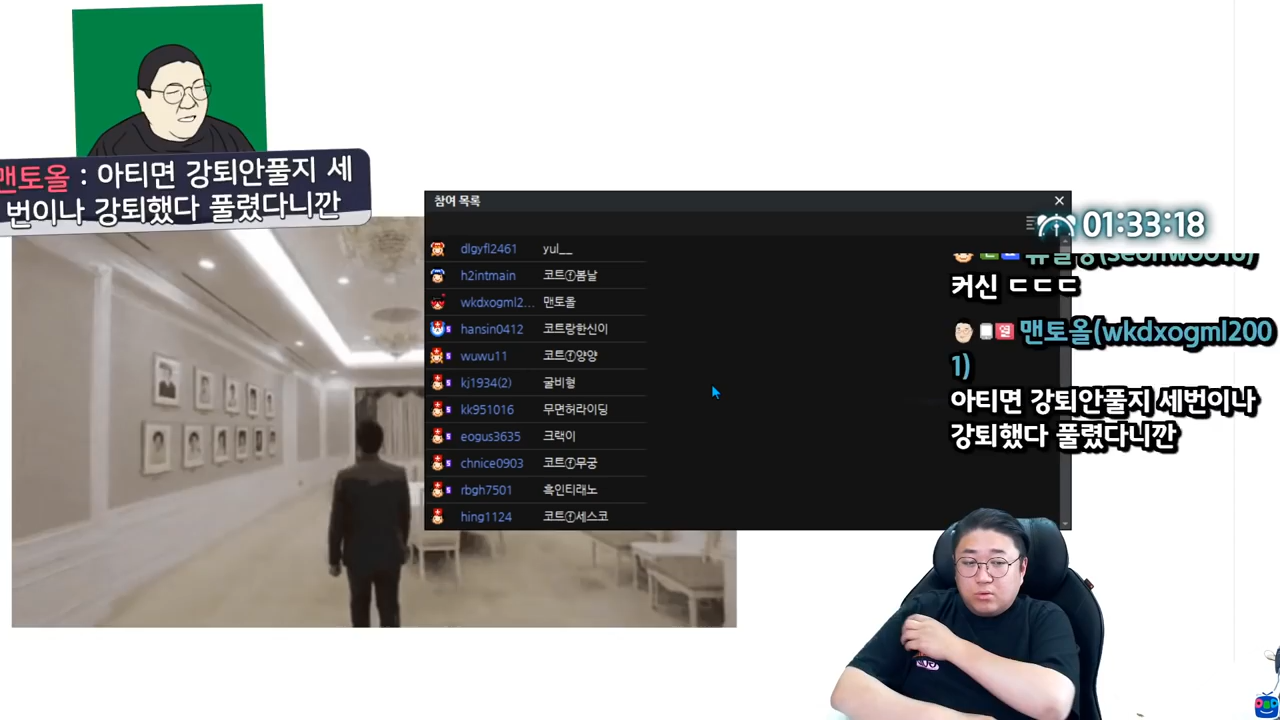 맨토올 : 아티면 강퇴안풀지 세
번이나 강퇴했다 풀렸다니깐
참여 목록
01:33:18
dlgyfl2461 yul__
h2intmain 코트ⓕ봄날
wkdxogml2... 맨토올
hansin0412 코트랑한신이
wuwu11 코트ⓕ양양
kj1934(2) 굴비형
kk951016 무면허라이딩
eogus3635 크랙이
chnice0903 코트ⓕ무궁
rbgh7501 흑인티래노
hing1124 코트ⓕ세스코
커신 ㄷㄷㄷ
열 맨토올(wkdxogml200
1)
아티면 강퇴안풀지 세번이나
강퇴했다 풀렸다니깐